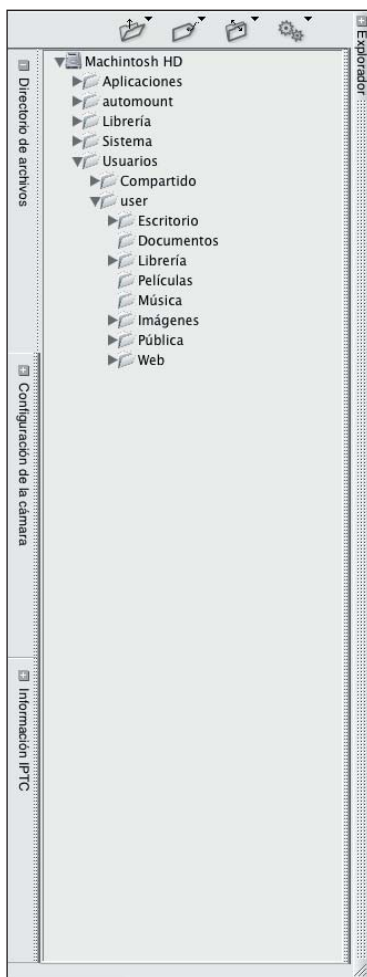 Explorador
Directorio de archivos
Machintosh HD
Aplicaciones
automount
Librería
Sistema
Usuarios
Compartido
user
Escritorio
Documentos
Librería
Películas
Música
Imágenes
Pública
Web
Configuración de la cámara
Información IPTC